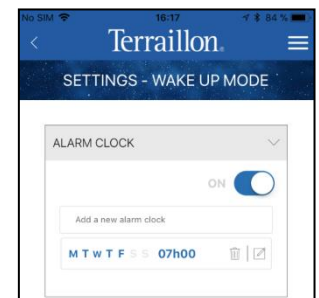 No SIM 16:17 84 %
Terraillon.
SETTINGS - WAKE UP MODE
ALARM CLOCK
ON
Add a new alarm clock
M T W T F S S 07h00